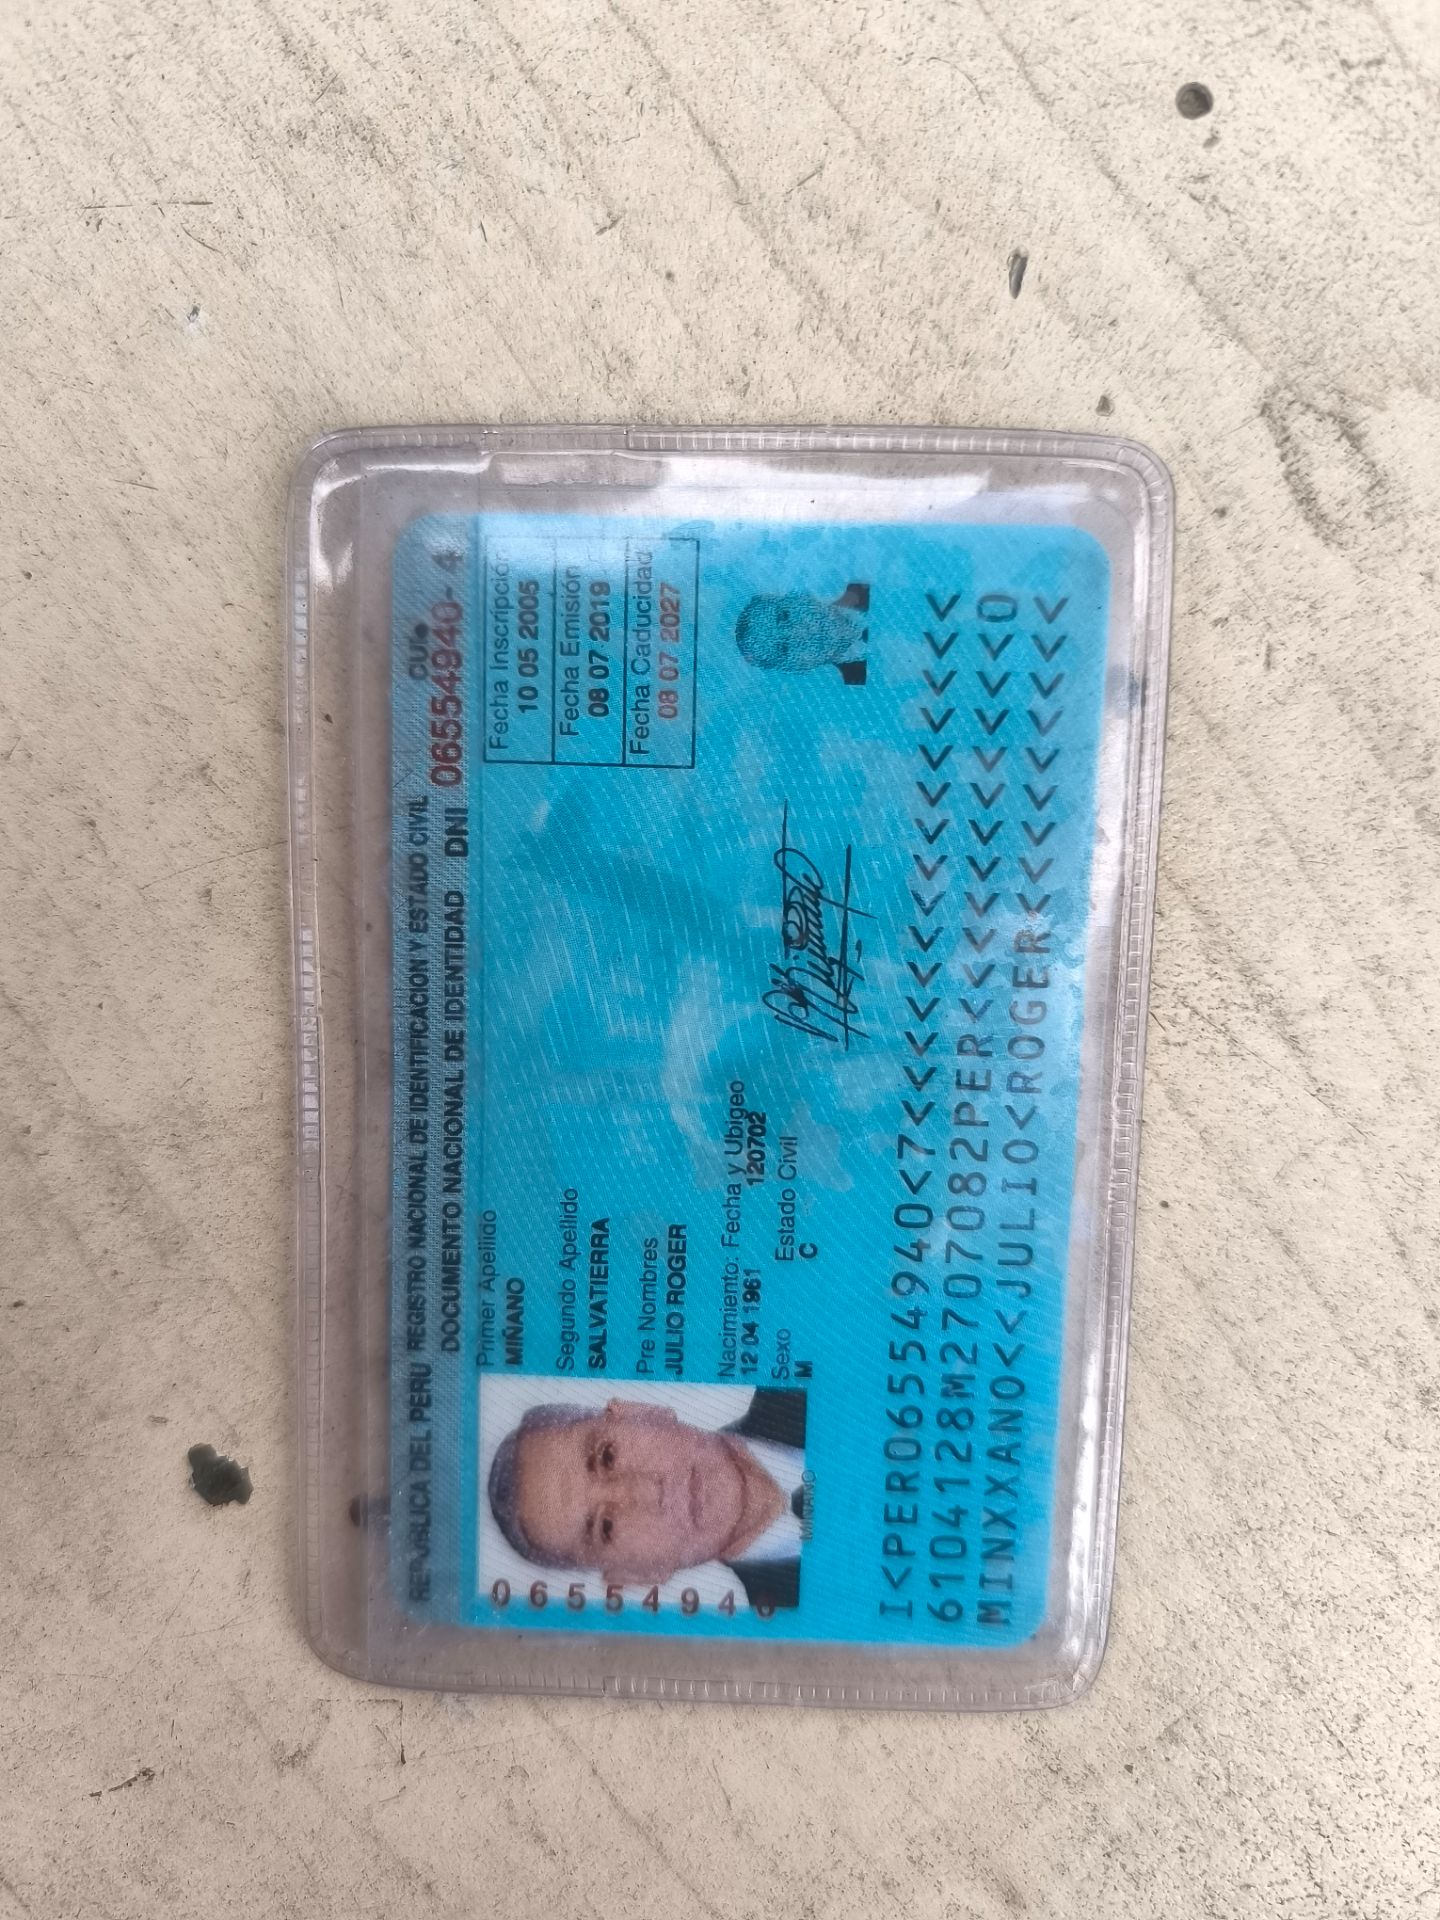 REPUBLICA DEL PERU REGISTRO NACIONAL DE IDENTIFICACION Y ESTADO CIVIL
DOCUMENTO NACIONAL DE IDENTIDAD DNI
CUI
06554940-4
Primer Apellido
MIÑANO
Segundo Apellido
SALVATIERRA
Pre Nombres
JULIO ROGER
Nacimiento: Fecha y Ubigeo
12 04 1961 120702
Sexo Estado Civil
M C
Fecha Inscripción
10 05 2005
Fecha Emisión
08 07 2019
Fecha Caducidad
08 07 2027
06554940
MIÑANO
I<PER06554940<7<<<<<<<<<<<<<<<
6104128M2707082PER<<<<<<<<<<<0
MINXXANO<<JULIO<ROGER<<<<<<<<<